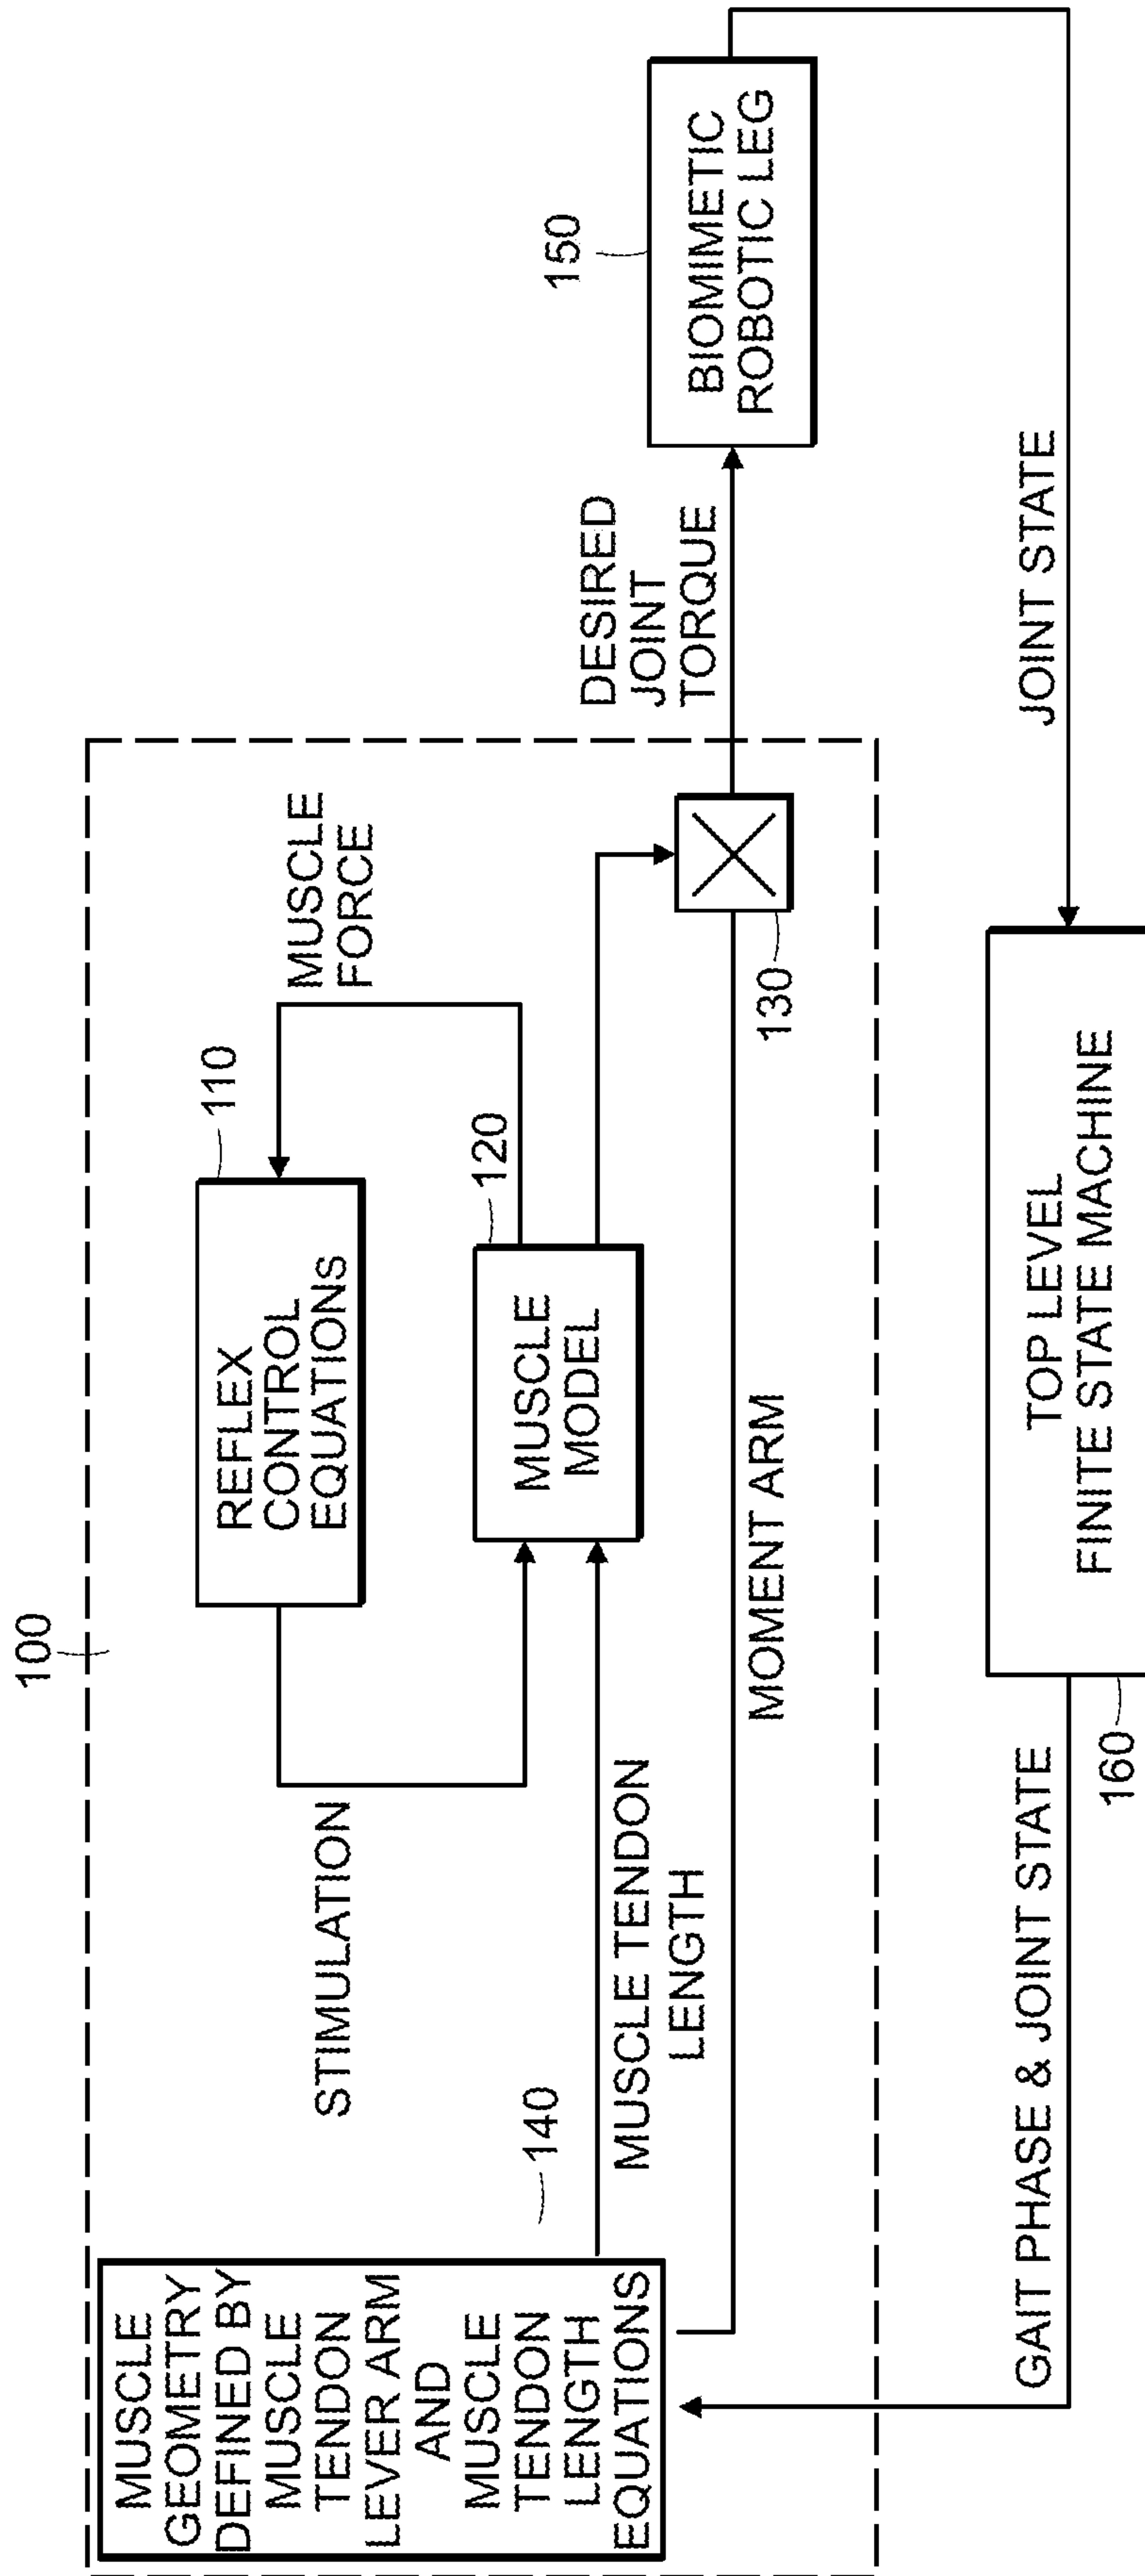 100
MUSCLE
GEOMETRY
DEFINED BY
MUSCLE
TENDON
LEVER ARM
AND
MUSCLE
TENDON
LENGTH
EQUATIONS
140
STIMULATION
REFLEX
CONTROL
EQUATIONS
110
MUSCLE
FORCE
MUSCLE
MODEL
120
MUSCLE TENDON
LENGTH
MOMENT ARM
130
DESIRED
JOINT
TORQUE
150
BIOMIMETIC
ROBOTIC LEG
GAIT PHASE & JOINT STATE
160
TOP LEVEL
FINITE STATE MACHINE
JOINT STATE